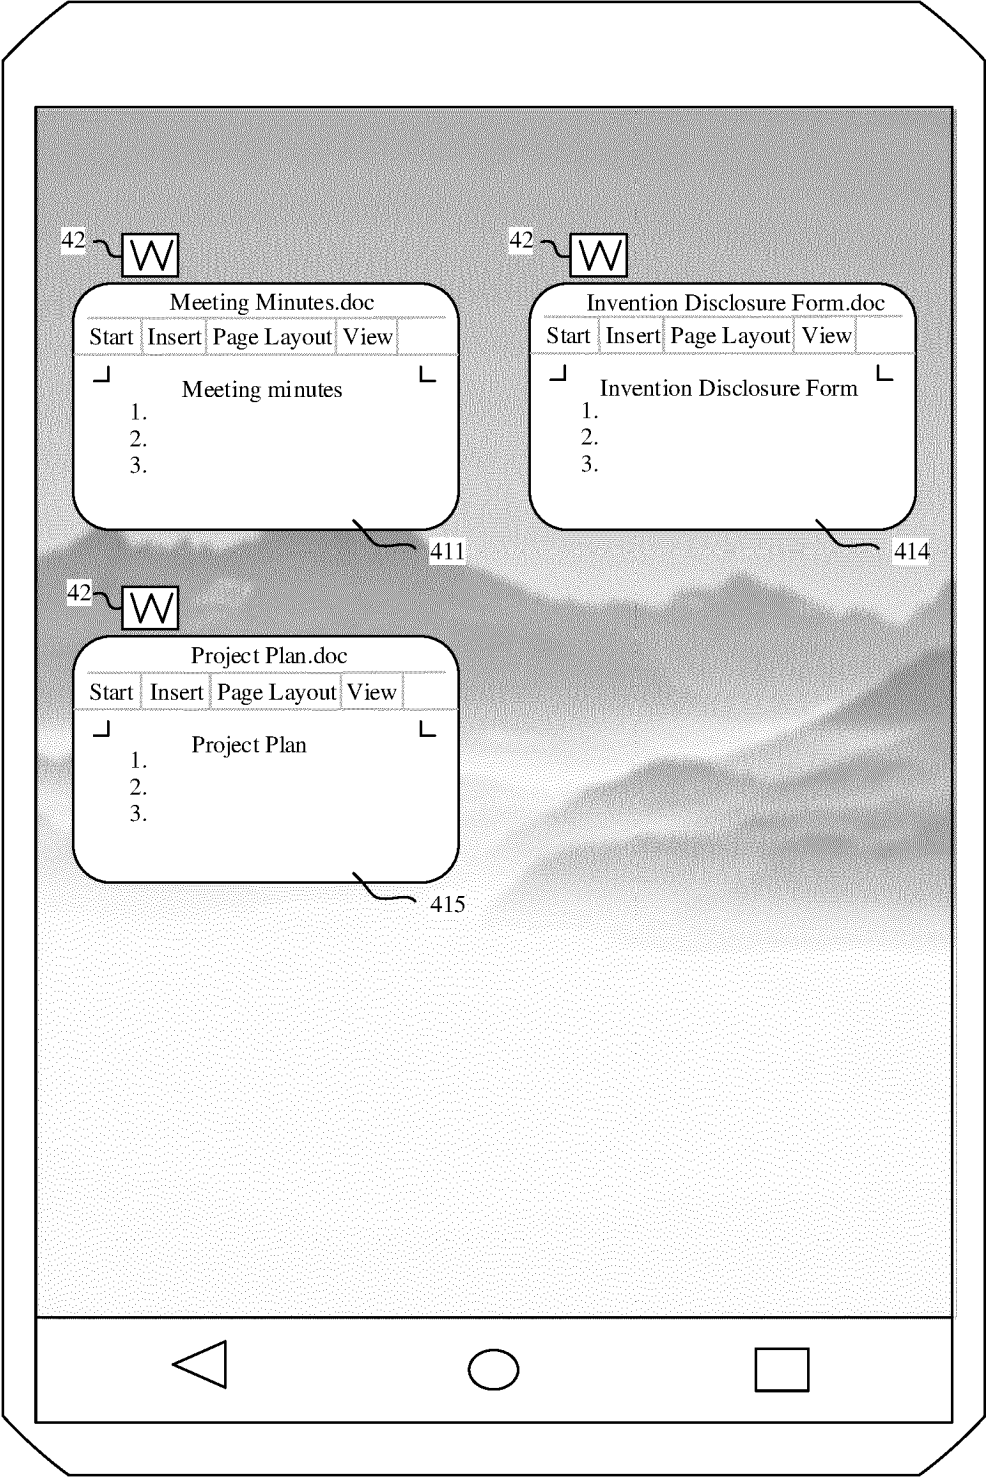 42 W
Meeting Minutes.doc
Start Insert Page Layout View
Meeting minutes
1.
2.
3.
411
42 W
Invention Disclosure Form.doc
Start Insert Page Layout View
Invention Disclosure Form
1.
2.
3.
414
42 W
Project Plan.doc
Start Insert Page Layout View
Project Plan
1.
2.
3.
415